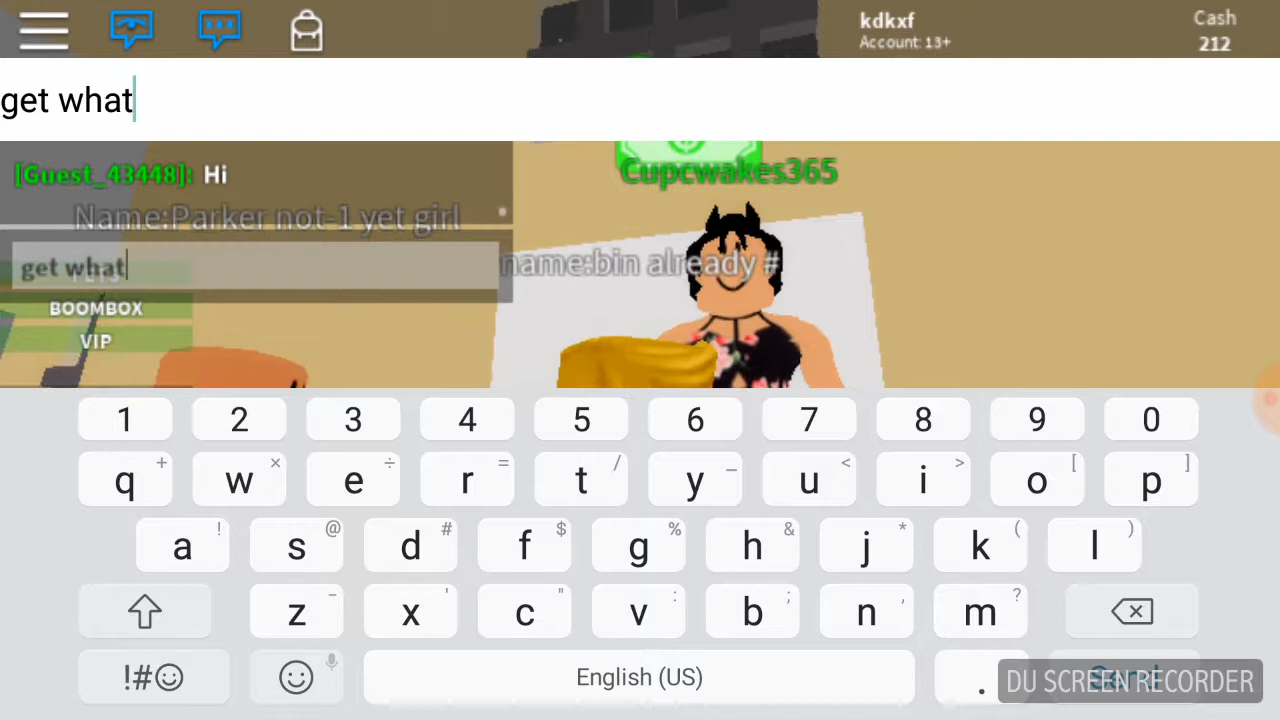 kdkxf
Account: 13+
Cash
212
get what
[Guest_43448]: Hi
Cupcwakes365
Name:Parker not-1 yet girl
get what
name:bin already #
BOOMBOX
VIP
1 2 3 4 5 6 7 8 9 0
q + w × e ÷ r = t / y _ u < i > o [ p ]
a ! s @ d # f $ g % h & j * k ( l )
z - x ' c " v : b ; n , m ?
!#☺ English (US) . Send
DU SCREEN RECORDER